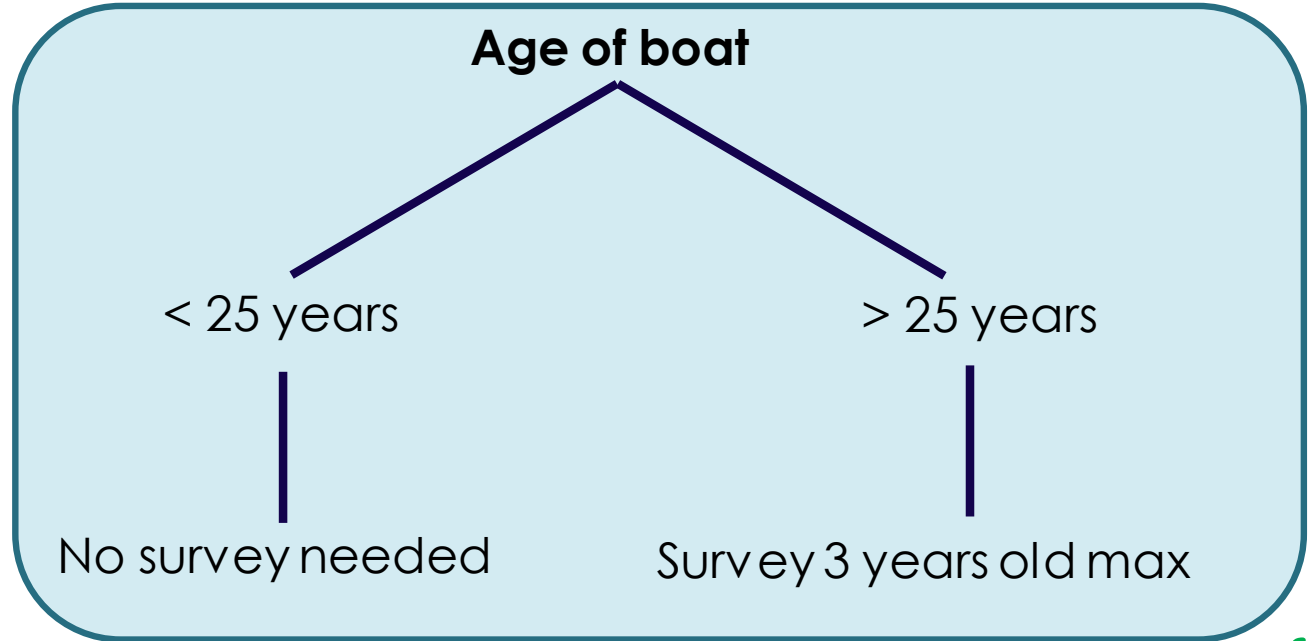 Age of boat
< 25 years
> 25 years
No survey needed
Survey 3 years old max